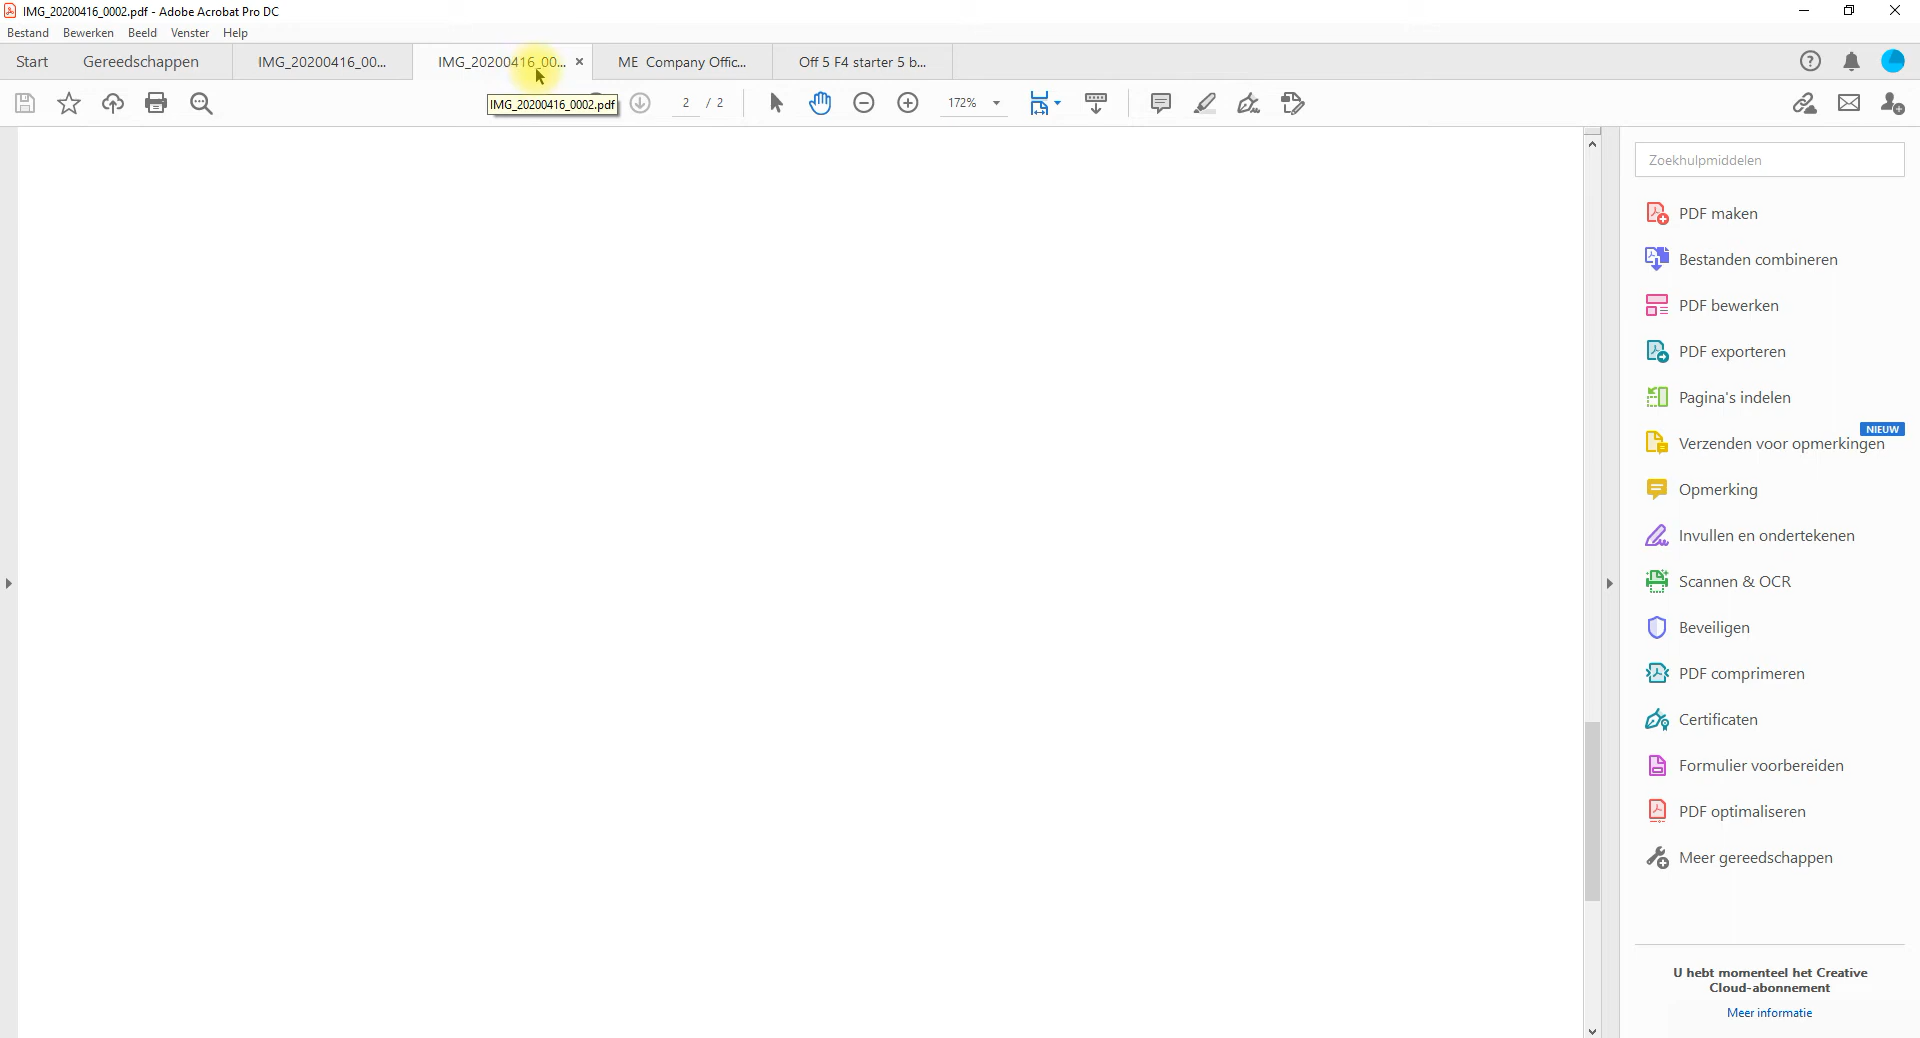 IMG_20200416_0002.pdf - Adobe Acrobat Pro DC
Bestand Bewerken Beeld Venster Help
Start Gereedschappen IMG_20200416_00... IMG_20200416_00... ME Company Offic... Off 5 F4 starter 5 b...
IMG_20200416_0002.pdf 2 / 2 172%
Zoekhulpmiddelen
PDF maken
Bestanden combineren
PDF bewerken
PDF exporteren
Pagina's indelen
NIEUW
Verzenden voor opmerkingen
Opmerking
Invullen en ondertekenen
Scannen & OCR
Beveiligen
PDF comprimeren
Certificaten
Formulier voorbereiden
PDF optimaliseren
Meer gereedschappen
U hebt momenteel het Creative
Cloud-abonnement
Meer informatie